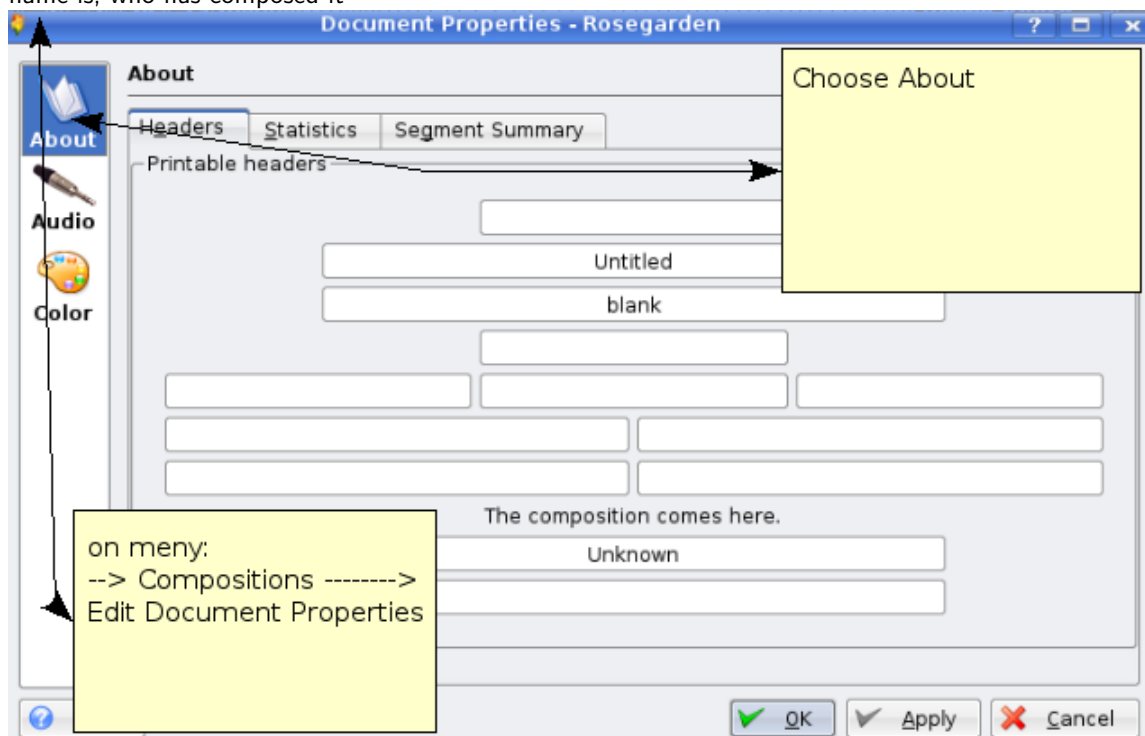 name is, who has composed it
Document Properties - Rosegarden
?
About
Choose About
About
Headers Statistics Segment Summary
Printable headers
Audio
Untitled
Color
blank
The composition comes here.
Unknown
on meny:
--> Compositions -------->
Edit Document Properties
?
OK Apply Cancel